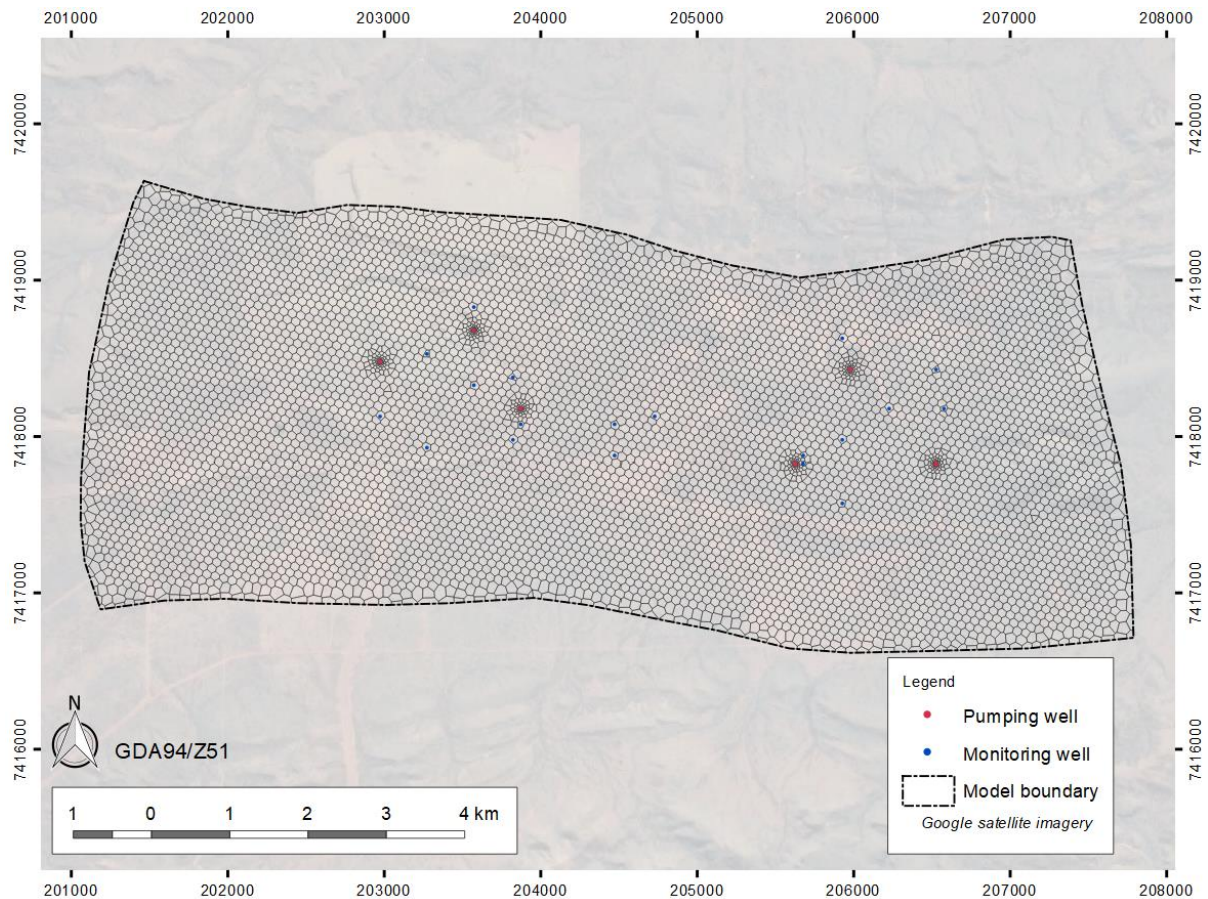 201000 202000 203000 204000 205000 206000 207000 208000
7420000 7420000
7419000 7419000
7418000 7418000
7417000 7417000
7416000 7416000
N
GDA94/Z51
1 0 1 2 3 4 km
Legend
Pumping well
Monitoring well
Model boundary
Google satellite imagery
201000 202000 203000 204000 205000 206000 207000 208000